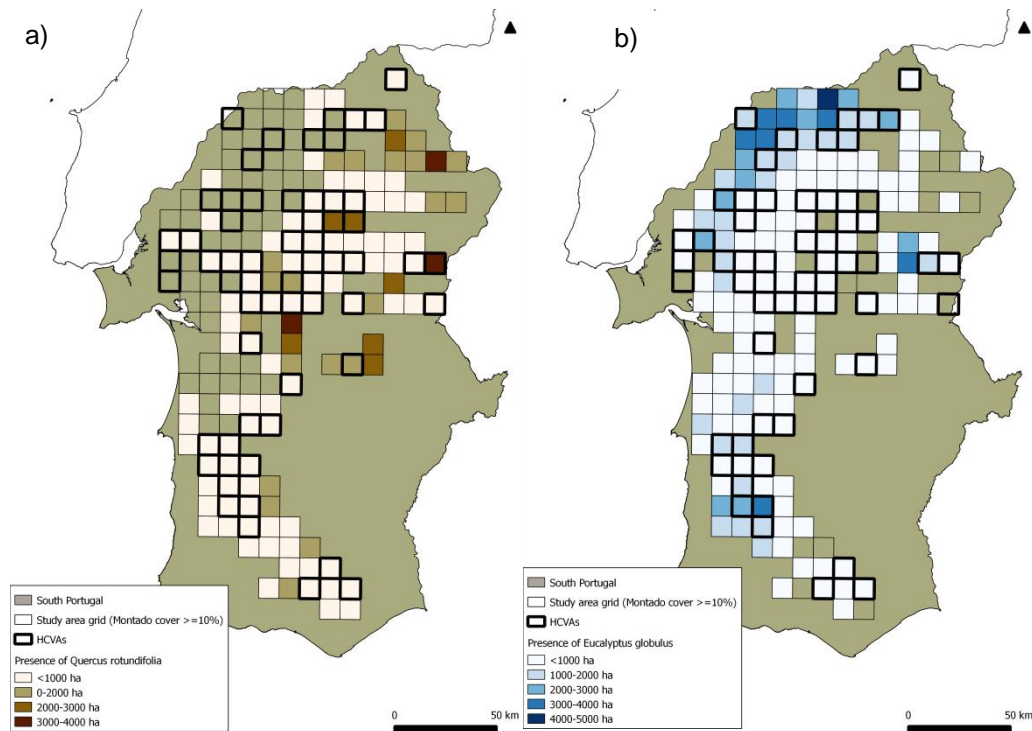 a)
South Portugal
Study area grid (Montado cover >=10%)
HCVAs
Presence of Quercus rotundifolia
<1000 ha
0-2000 ha
2000-3000 ha
3000-4000 ha
0
50 km
b)
South Portugal
Study area grid (Montado cover >=10%)
HCVAs
Presence of Eucalyptus globulus
<1000 ha
1000-2000 ha
2000-3000 ha
3000-4000 ha
4000-5000 ha
0
50 km